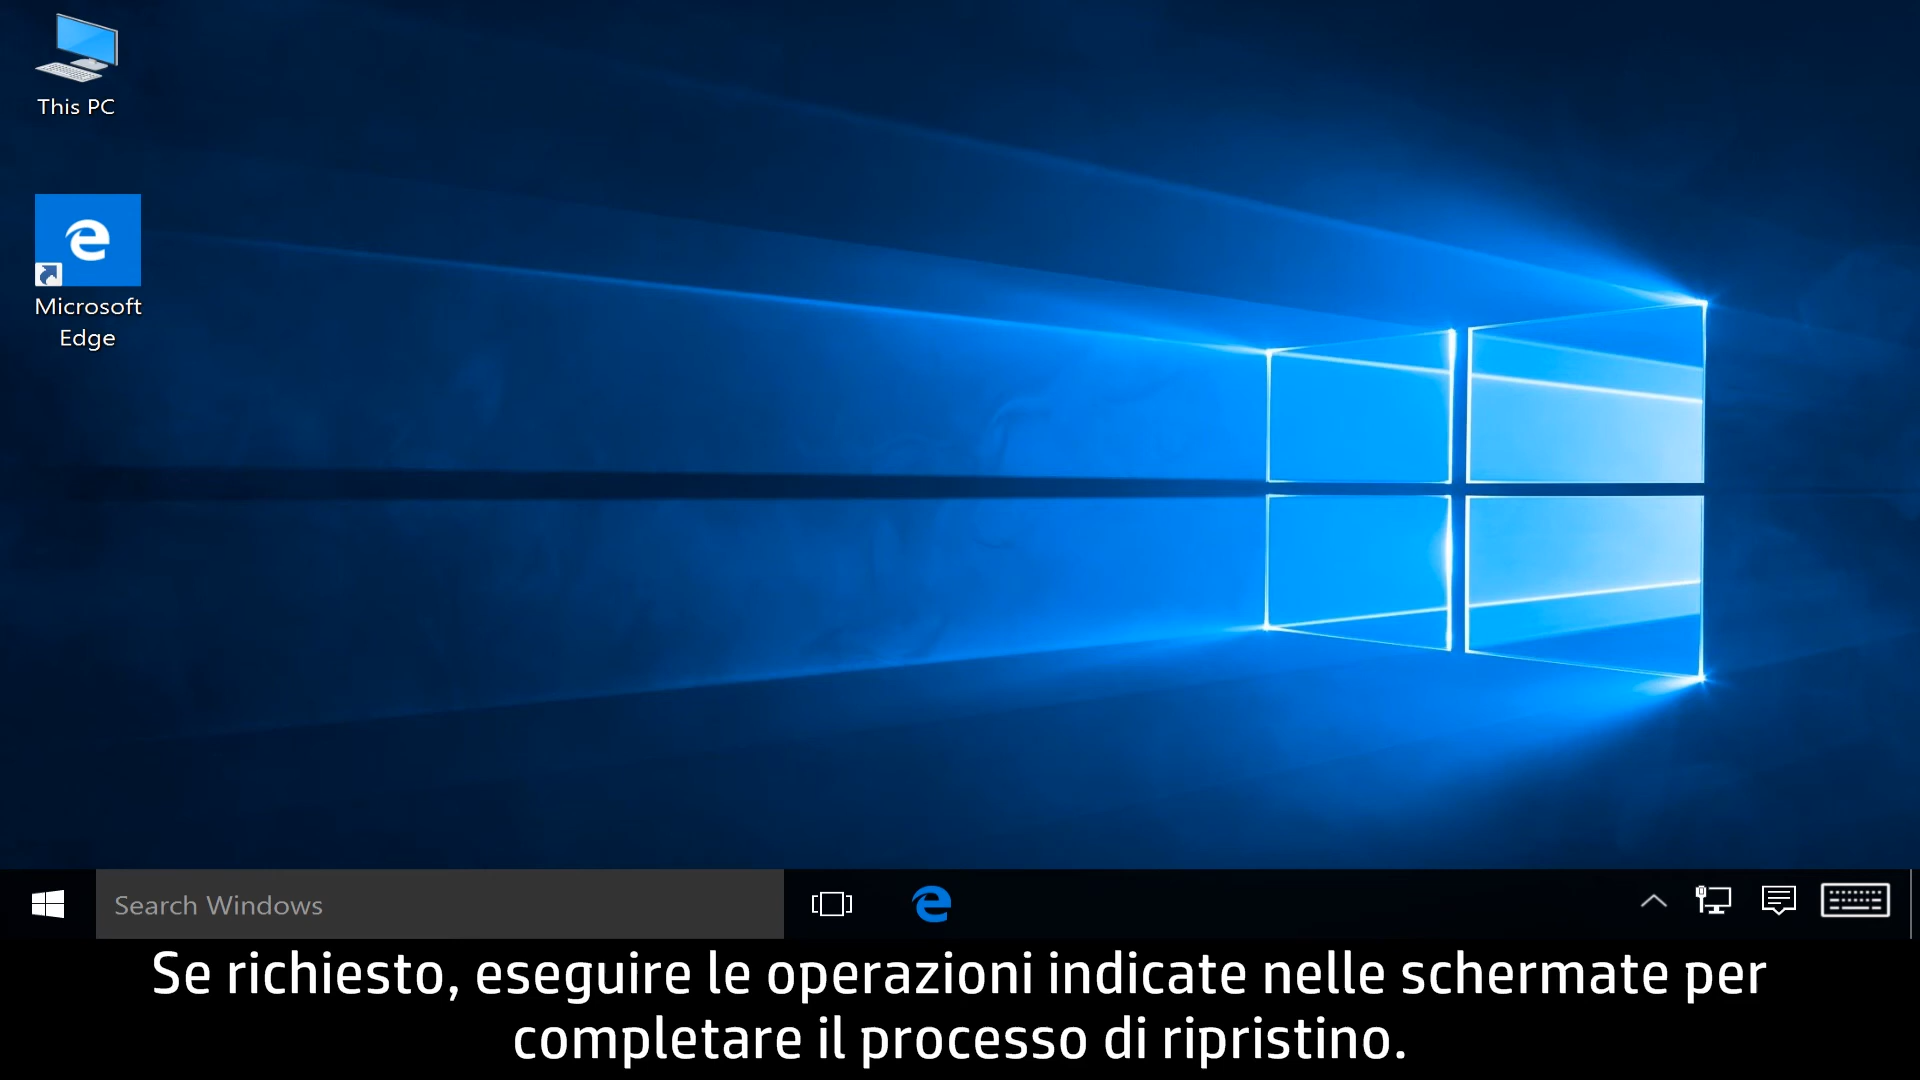 This PC
Microsoft
Edge
Search Windows
Se richiesto, eseguire le operazioni indicate nelle schermate per
completare il processo di ripristino.